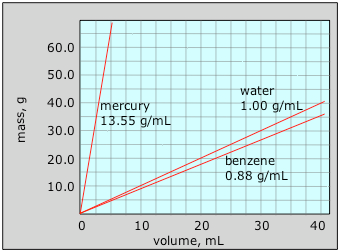 mass, g
60.0
50.0
40.0
30.0
20.0
10.0
mercury
13.55 g/mL
water
1.00 g/mL
benzene
0.88 g/mL
0 10 20 30 40
volume, mL